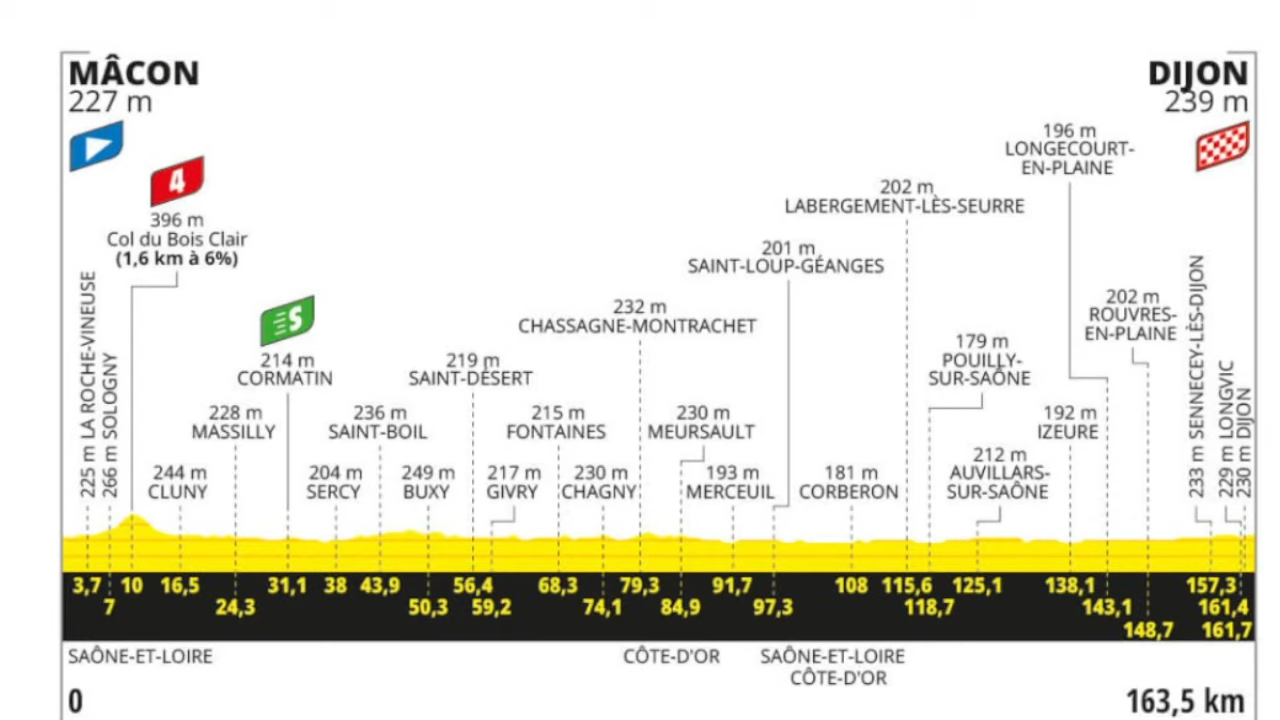 MÂCON
227 m
DIJON
239 m
4
396 m
Col du Bois Clair
(1,6 km à 6%)
225 m LA ROCHE-VINEUSE
266 m SOLOGNY
244 m
CLUNY
228 m
MASSILLY
S
214 m
CORMATIN
204 m
SERCY
236 m
SAINT-BOIL
249 m
BUXY
219 m
SAINT-DÉSERT
217 m
GIVRY
215 m
FONTAINES
230 m
CHAGNY
232 m
CHASSAGNE-MONTRACHET
230 m
MEURSAULT
193 m
MERCEUIL
201 m
SAINT-LOUP-GÉANGES
181 m
CORBERON
202 m
LABERGEMENT-LÈS-SEURRE
179 m
POUILLY-
SUR-SAÔNE
212 m
AUVILLARS-
SUR-SAÔNE
192 m
IZEURE
196 m
LONGECOURT-
EN-PLAINE
202 m
ROUVRES-
EN-PLAINE
233 m SENNECEY-LÈS-DIJON
229 m LONGVIC
230 m DIJON
3,7 10 16,5 31,1 38 43,9 56,4 68,3 79,3 91,7 108 115,6 125,1 138,1 157,3
7 24,3 50,3 59,2 74,1 84,9 97,3 118,7 143,1 161,4
148,7 161,7
SAÔNE-ET-LOIRE CÔTE-D'OR SAÔNE-ET-LOIRE
CÔTE-D'OR
0 163,5 km